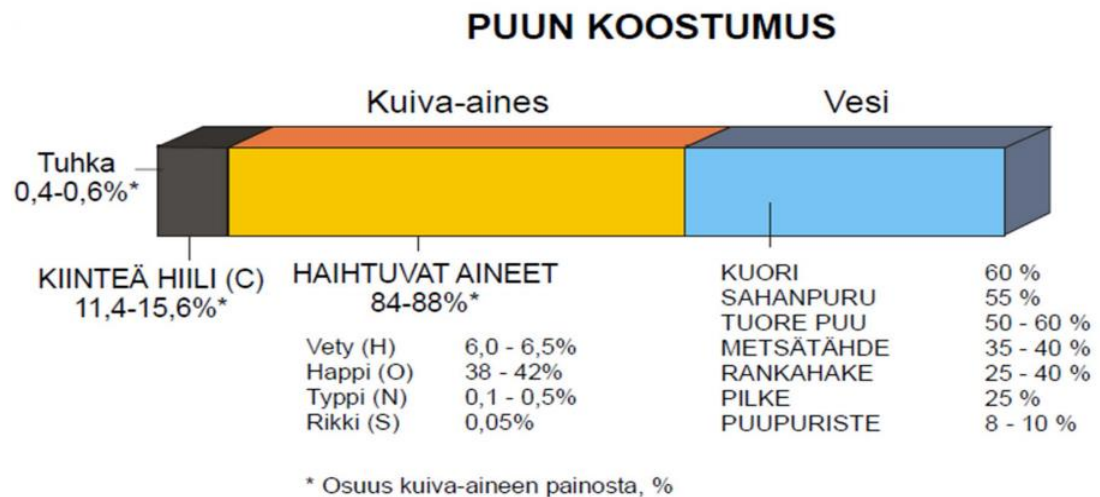 PUUN KOOSTUMUS
Kuiva-aines
Vesi
Tuhka
0,4-0,6%*
KIINTEÄ HIILI (C)
11,4-15,6%*
HAIHTUVAT AINEET
84-88%*
Vety (H) 6,0 - 6,5%
Happi (O) 38 - 42%
Typpi (N) 0,1 - 0,5%
Rikki (S) 0,05%
KUORI 60 %
SAHANPURU 55 %
TUORE PUU 50 - 60 %
METSÄTÄHDE 35 - 40 %
RANKAHAKE 25 - 40 %
PILKE 25 %
PUUPURISTE 8 - 10 %
* Osuus kuiva-aineen painosta, %